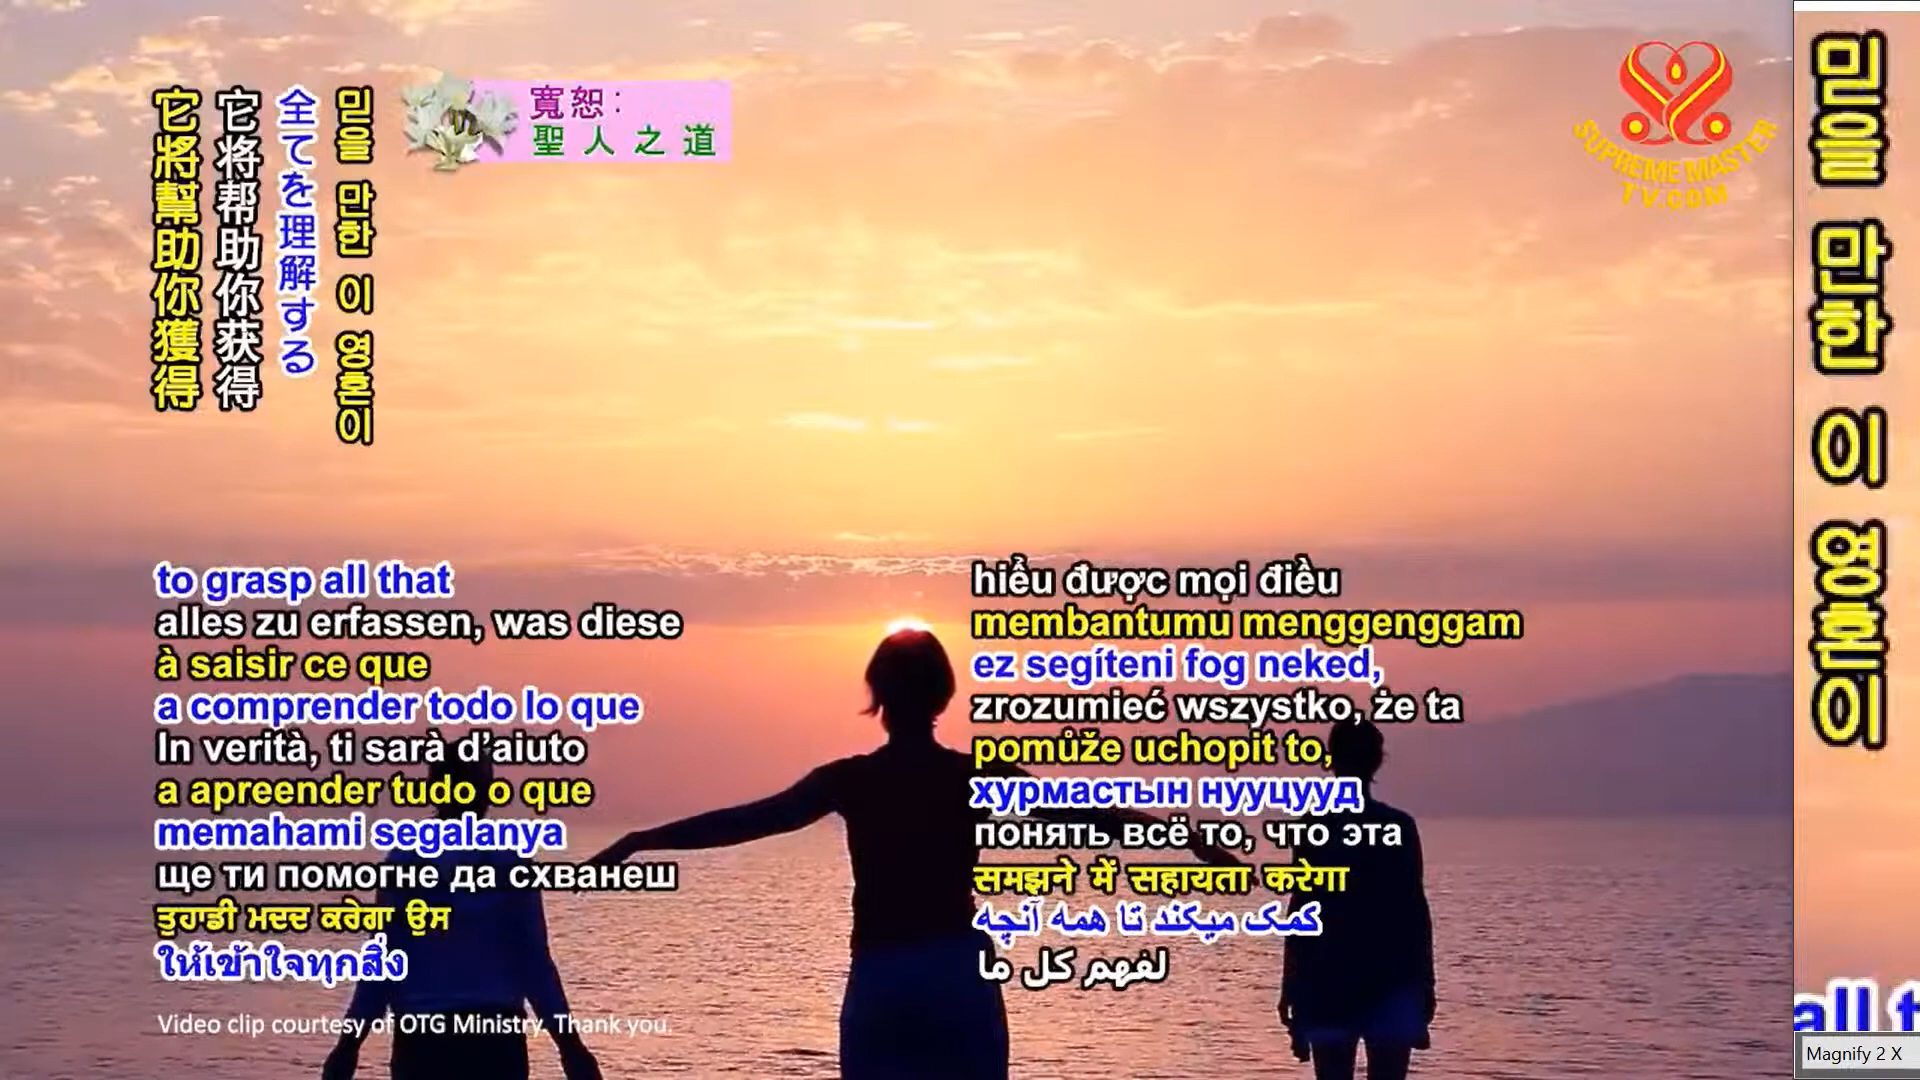 它將幫助你獲得
它将帮助你获得
全てを理解する
믿을 만한 이 영혼이
寬恕：
聖人之道
SUPREME MASTER
TV.COM
to grasp all that
alles zu erfassen, was diese
à saisir ce que
a comprender todo lo que
In verità, ti sarà d’aiuto
a apreender tudo o que
memahami segalanya
ще ти помогне да схванеш
ਤੁਹਾਡੀ ਮਦਦ ਕਰੇਗਾ ਉਸ
ให้เข้าใจทุกสิ่ง
hiểu được mọi điều
membantumu menggenggam
ez segíteni fog neked,
zrozumieć wszystko, że ta
pomůže uchopit to,
хурмастын нууцууд
понять всё то, что эта
समझने में सहायता करेगा
کمک میکند تا همه آنچه
لفهم كل ما
Video clip courtesy of OTG Ministry. Thank you.
믿을 만한 이 영혼이
all t
Magnify 2 X